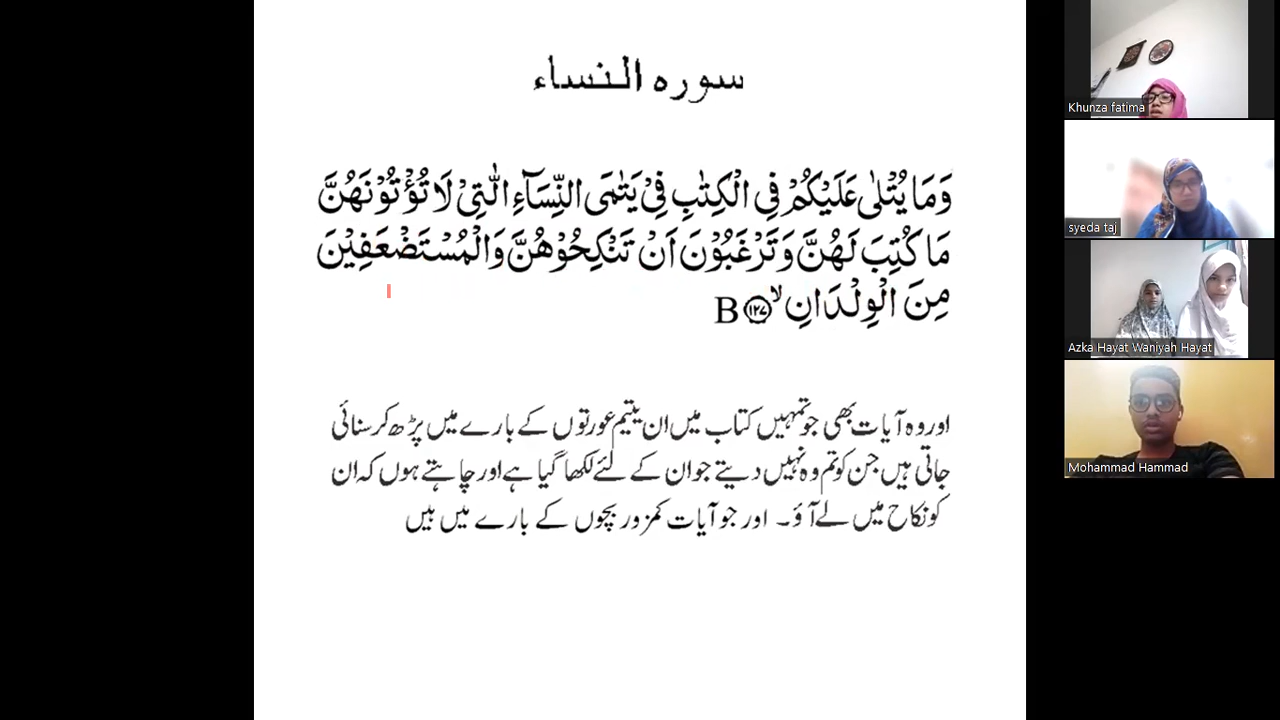 سورہ النساء
وَمَا يُتْلٰى عَلَيْكُمْ فِي الْكِتٰبِ فِيْ يَتٰمَى النِّسَآءِ الّٰتِيْ لَا تُؤْتُوْنَهُنَّ
مَا كُتِبَ لَهُنَّ وَتَرْغَبُوْنَ اَنْ تَنْكِحُوْهُنَّ وَالْمُسْتَضْعَفِيْنَ
مِنَ الْوِلْدَانِ ۙ ﴿۱۲۷﴾ B
اور وہ آیات بھی جو تمہیں کتاب میں ان یتیم عورتوں کے بارے میں پڑھ کر سنائی
جاتی ہیں جن کو تم وہ نہیں دیتے جو ان کے لئے لکھا گیا ہے اور چاہتے ہوں کہ ان
کو نکاح میں لے آؤ۔ اور جو آیات کمزور بچوں کے بارے میں ہیں
Khunza fatima
syeda taj
Azka Hayat Waniyah Hayat
Mohammad Hammad